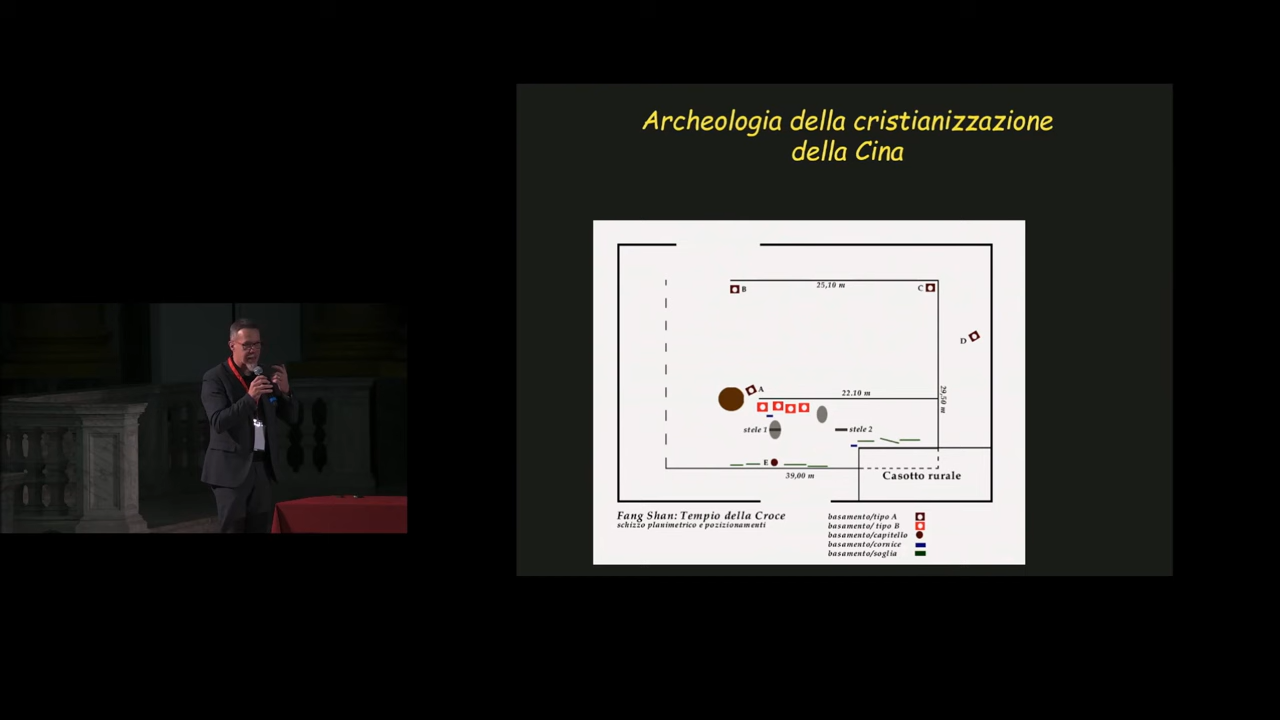 Archeologia della cristianizzazione
della Cina
B
25,10 m
C
D
A
22.10 m
29,50 m
stele 1
stele 2
E
39,00 m
Casotto rurale
Fang Shan: Tempio della Croce
schizzo planimetrico e pozizionamenti
basamento/tipo A
basamento/ tipo B
basamento/capitello
basamento/cornice
basamento/soglia